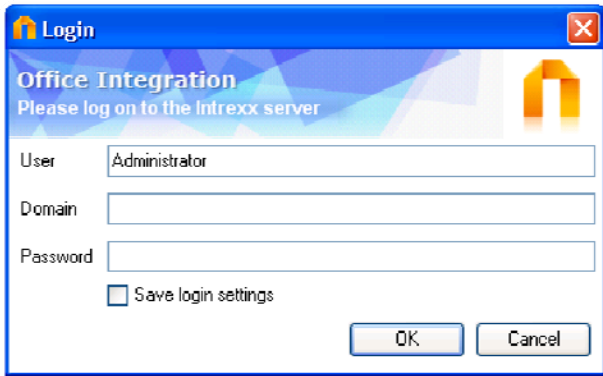 Login
Office Integration
Please log on to the Intrexx server
User
Administrator
Domain
Password
Save login settings
OK
Cancel